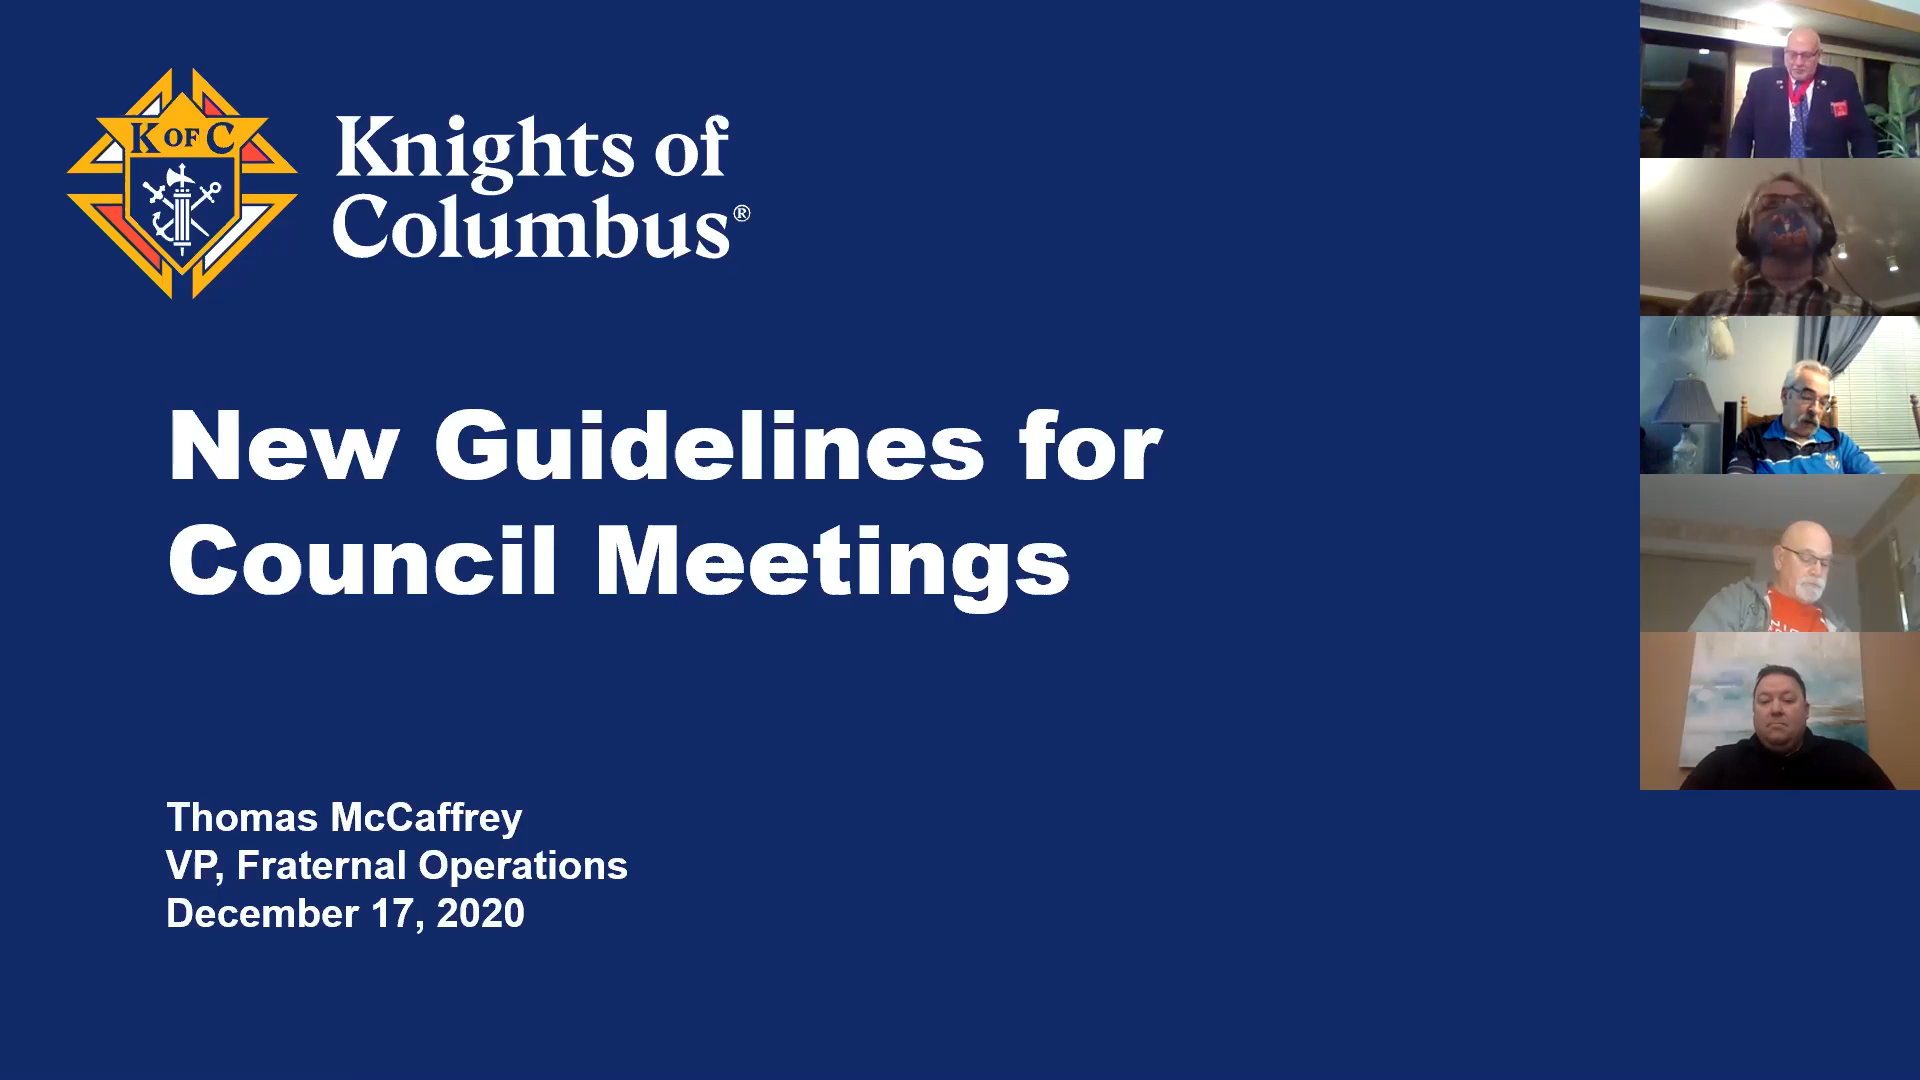 K OF C
Knights of
Columbus®
New Guidelines for
Council Meetings
Thomas McCaffrey
VP, Fraternal Operations
December 17, 2020